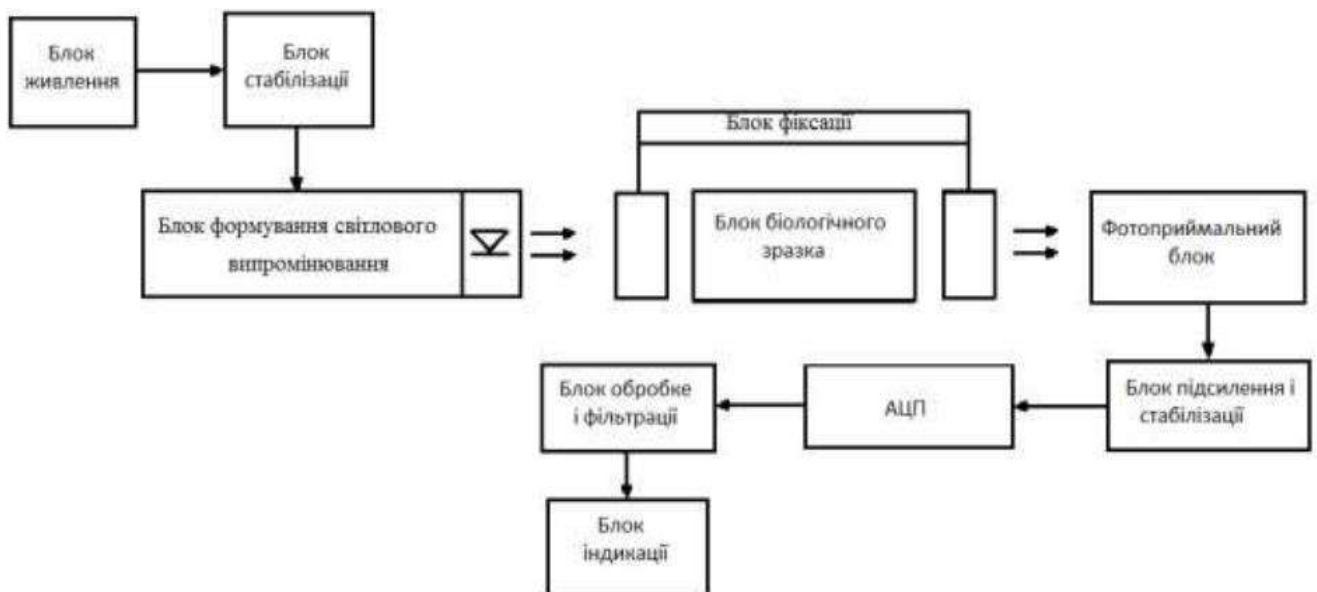 Блок
живлення
Блок
стабілізації
Блок фіксації
Блок формування світлового
випромінювання
Блок біологічного
зразка
Фотоприймальний
блок
Блок обробке
і фільтрації
АЦП
Блок підсилення і
стабілізації
Блок
індикації